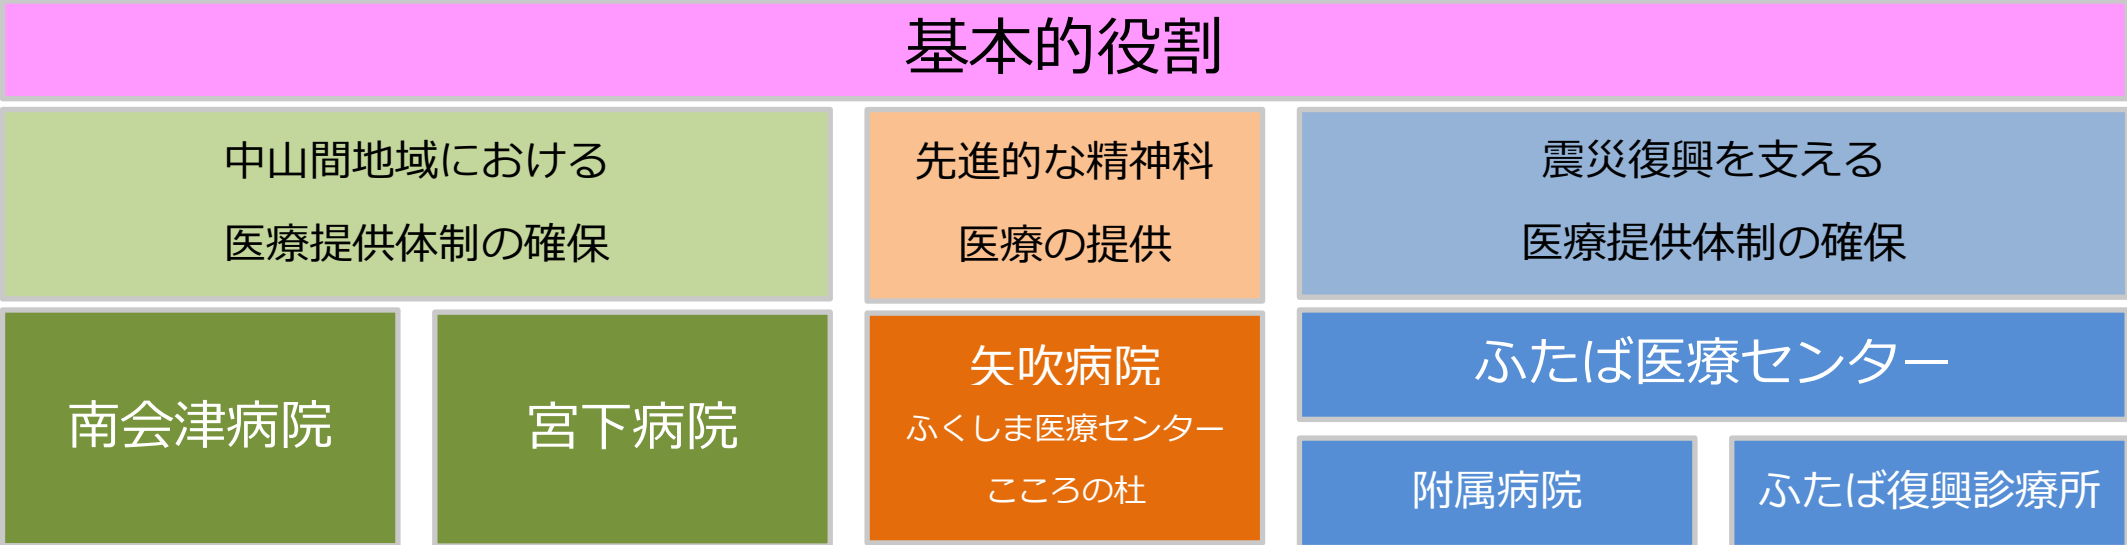 基本的役割
中山間地域における
医療提供体制の確保
先進的な精神科
医療の提供
震災復興を支える
医療提供体制の確保
南会津病院
宮下病院
矢吹病院
ふくしま医療センター
こころの杜
ふたば医療センター
附属病院
ふたば復興診療所